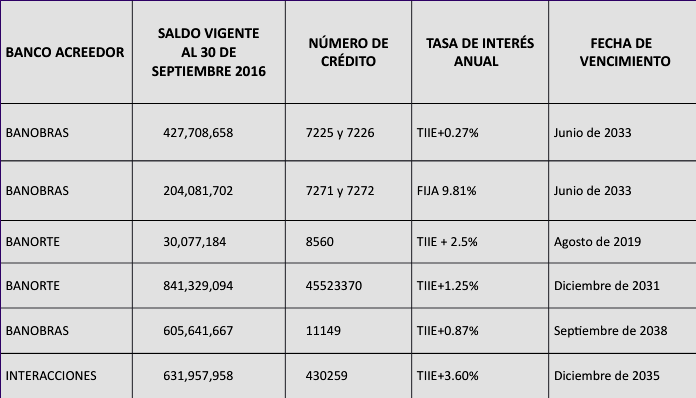 BANCO ACREEDOR SALDO VIGENTE AL 30 DE SEPTIEMBRE 2016 NÚMERO DE CRÉDITO TASA DE INTERÉS ANUAL FECHA DE VENCIMIENTO
BANOBRAS 427,708,658 7225 y 7226 TIIE+0.27% Junio de 2033
BANOBRAS 204,081,702 7271 y 7272 FIJA 9.81% Junio de 2033
BANORTE 30,077,184 8560 TIIE + 2.5% Agosto de 2019
BANORTE 841,329,094 45523370 TIIE+1.25% Diciembre de 2031
BANOBRAS 605,641,667 11149 TIIE+0.87% Septiembre de 2038
INTERACCIONES 631,957,958 430259 TIIE+3.60% Diciembre de 2035